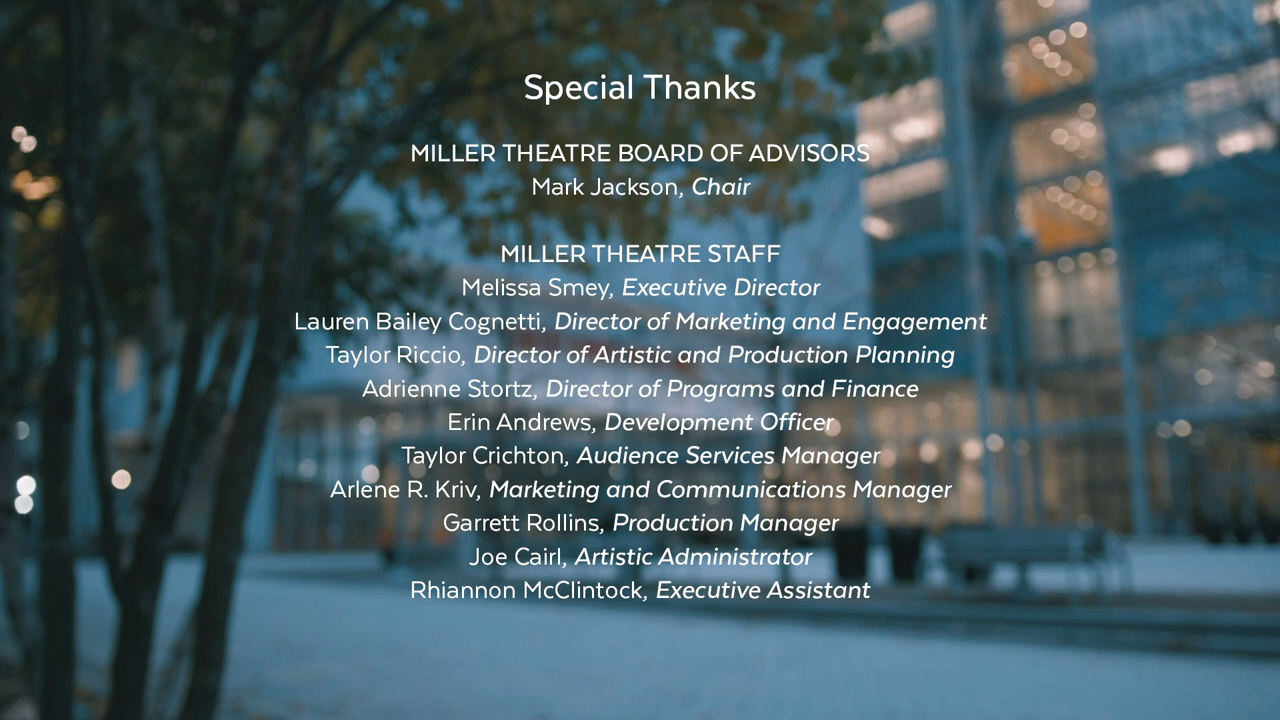 Special Thanks
MILLER THEATRE BOARD OF ADVISORS
Mark Jackson, Chair
MILLER THEATRE STAFF
Melissa Smey, Executive Director
Lauren Bailey Cognetti, Director of Marketing and Engagement
Taylor Riccio, Director of Artistic and Production Planning
Adrienne Stortz, Director of Programs and Finance
Erin Andrews, Development Officer
Taylor Crichton, Audience Services Manager
Arlene R. Kriv, Marketing and Communications Manager
Garrett Rollins, Production Manager
Joe Cairl, Artistic Administrator
Rhiannon McClintock, Executive Assistant